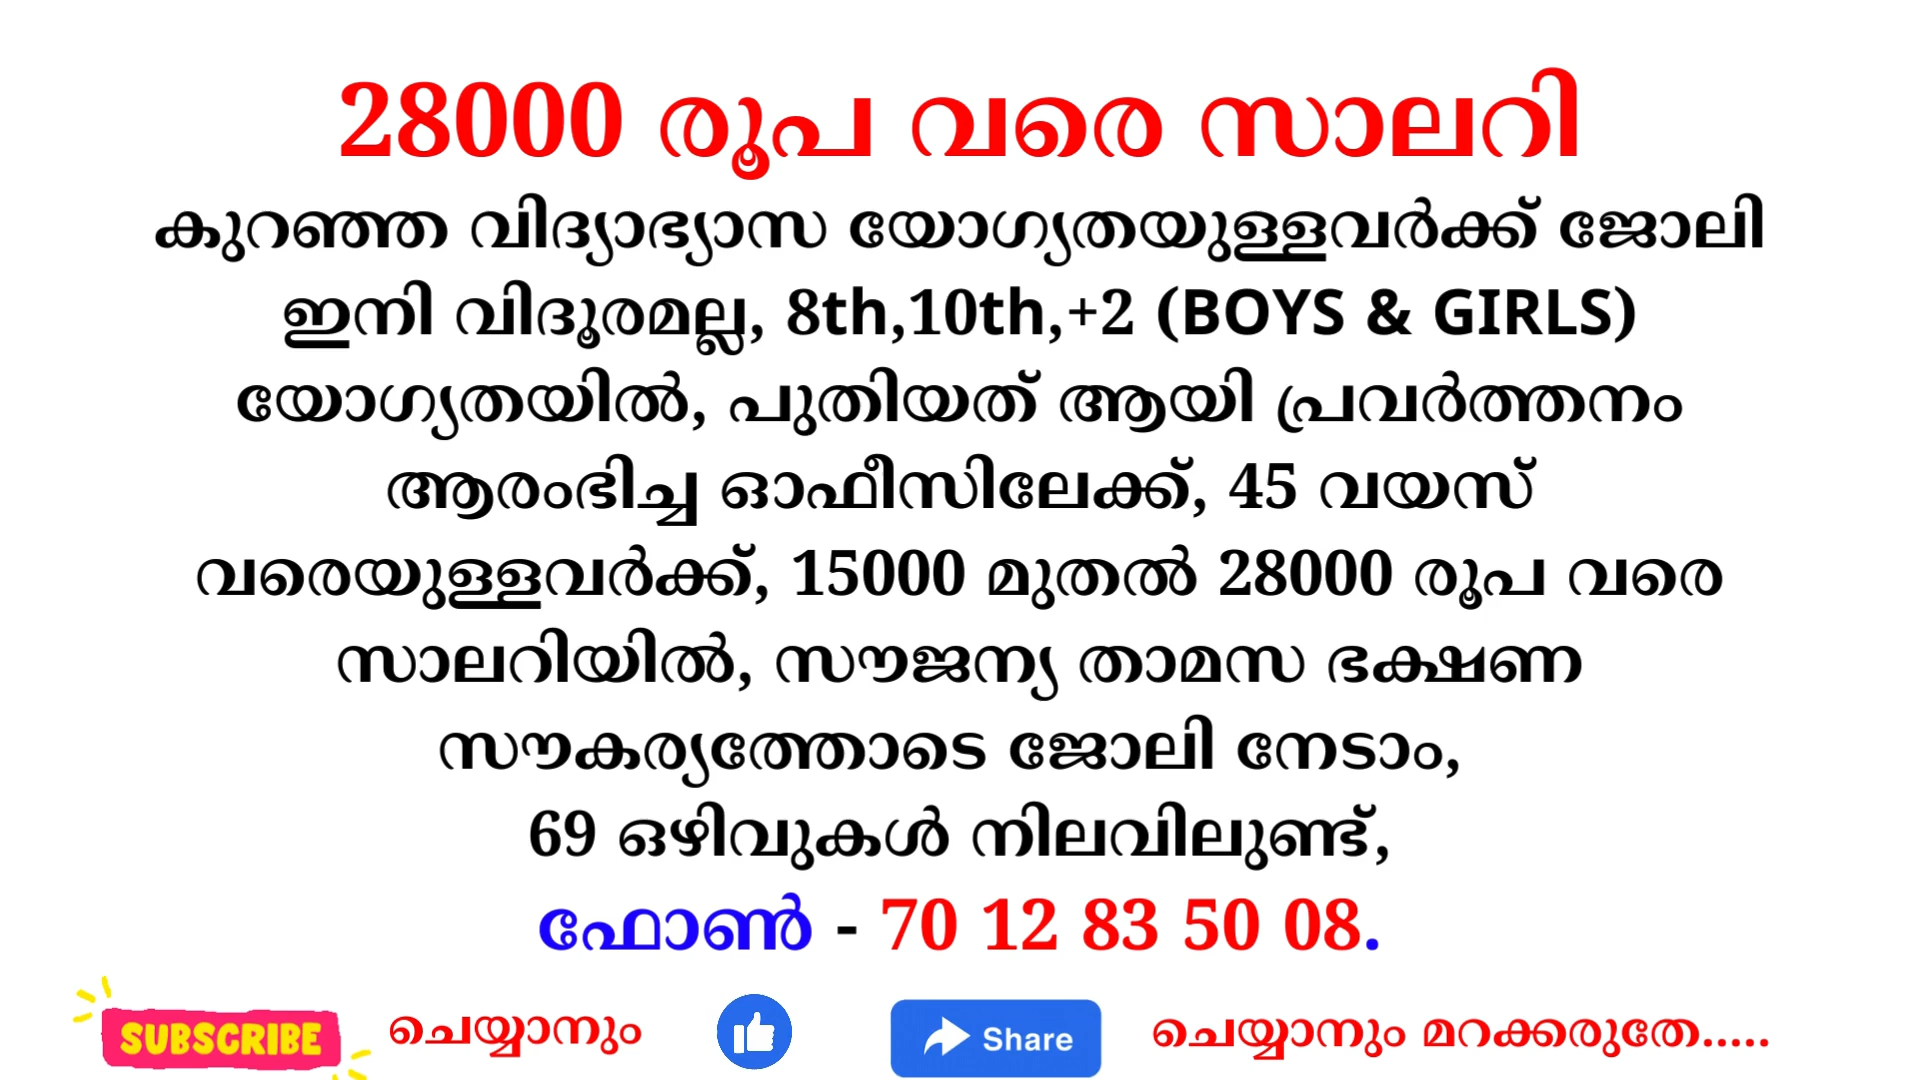 28000 രൂപ വരെ സാലറി
കുറഞ്ഞ വിദ്യാഭ്യാസ യോഗ്യതയുള്ളവർക്ക് ജോലി
ഇനി വിദൂരമല്ല, 8th,10th,+2 (BOYS & GIRLS)
യോഗ്യതയിൽ, പുതിയത് ആയി പ്രവർത്തനം
ആരംഭിച്ച ഓഫീസിലേക്ക്, 45 വയസ്
വരെയുള്ളവർക്ക്, 15000 മുതൽ 28000 രൂപ വരെ
സാലറിയിൽ, സൗജന്യ താമസ ഭക്ഷണ
സൗകര്യത്തോടെ ജോലി നേടാം,
69 ഒഴിവുകൾ നിലവിലുണ്ട്,
ഫോൺ - 70 12 83 50 08.
SUBSCRIBE ചെയ്യാനും Share ചെയ്യാനും മറക്കരുതേ.....